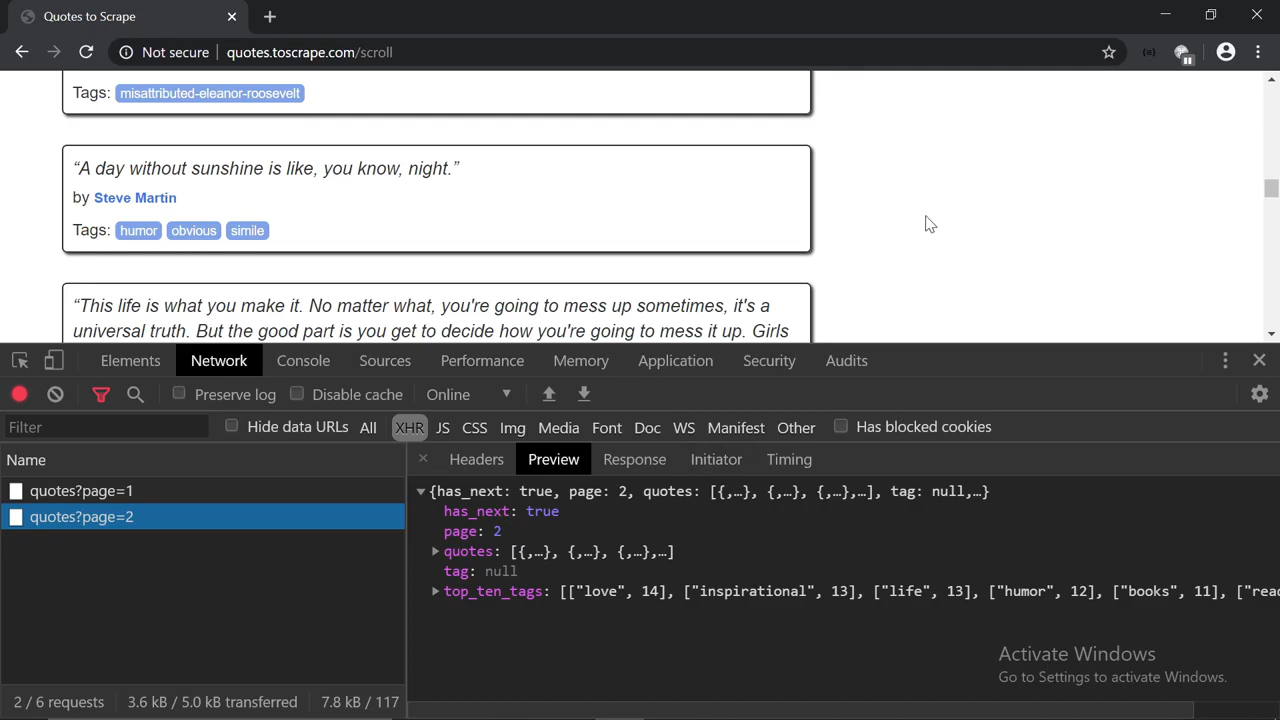 Quotes to Scrape
Not secure quotes.toscrape.com/scroll
Tags: misattributed-eleanor-roosevelt
“A day without sunshine is like, you know, night.”
by Steve Martin
Tags: humor obvious simile
“This life is what you make it. No matter what, you're going to mess up sometimes, it's a
universal truth. But the good part is you get to decide how you're going to mess it up. Girls
Elements Network Console Sources Performance Memory Application Security Audits
Preserve log Disable cache Online
Filter Hide data URLs All XHR JS CSS Img Media Font Doc WS Manifest Other Has blocked cookies
Name Headers Preview Response Initiator Timing
quotes?page=1
quotes?page=2
{has_next: true, page: 2, quotes: [{,…}, {,…}, {,…},…], tag: null,…}
has_next: true
page: 2
quotes: [{,…}, {,…}, {,…},…]
tag: null
top_ten_tags: [["love", 14], ["inspirational", 13], ["life", 13], ["humor", 12], ["books", 11], ["rea
Activate Windows
Go to Settings to activate Windows.
2 / 6 requests 3.6 kB / 5.0 kB transferred 7.8 kB / 117